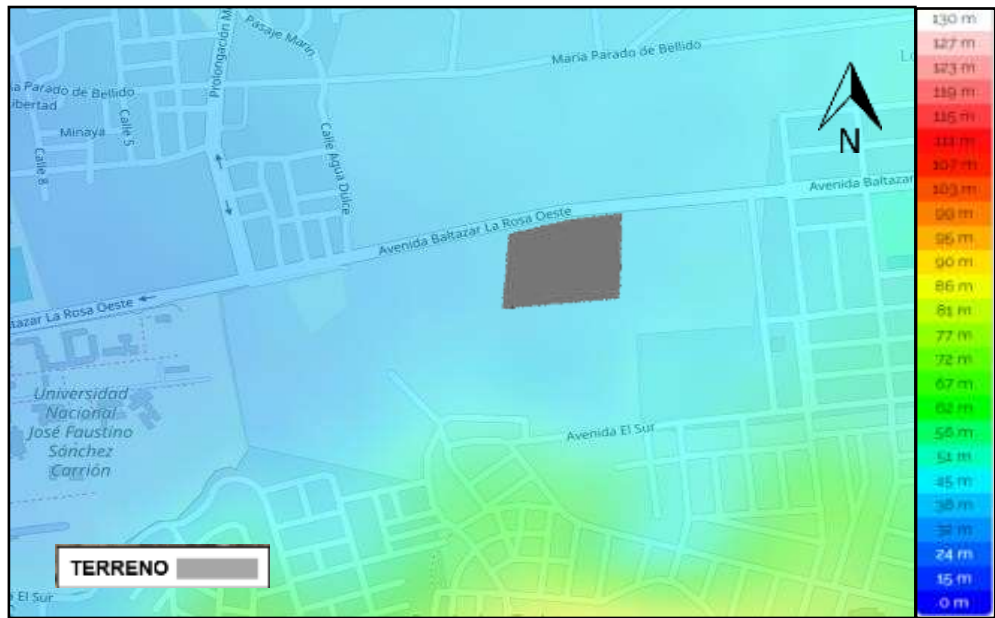 Pasaje Marin
Prolongación M
Maria Parado de Bellido
a Parado de Bellido
ibertad
Calle 5
Minaya
Calle 8
Calle Agua Dulce
N
Avenida Baltazar
Avenida Baltazar La Rosa Oeste
tazar La Rosa Oeste
Universidad
Nacional
José Faustino
Sánchez
Carrión
Avenida El Sur
TERRENO
El Sur
130 m
127 m
123 m
119 m
115 m
111 m
107 m
103 m
99 m
95 m
90 m
86 m
81 m
77 m
72 m
67 m
62 m
56 m
51 m
45 m
38 m
32 m
24 m
15 m
0 m